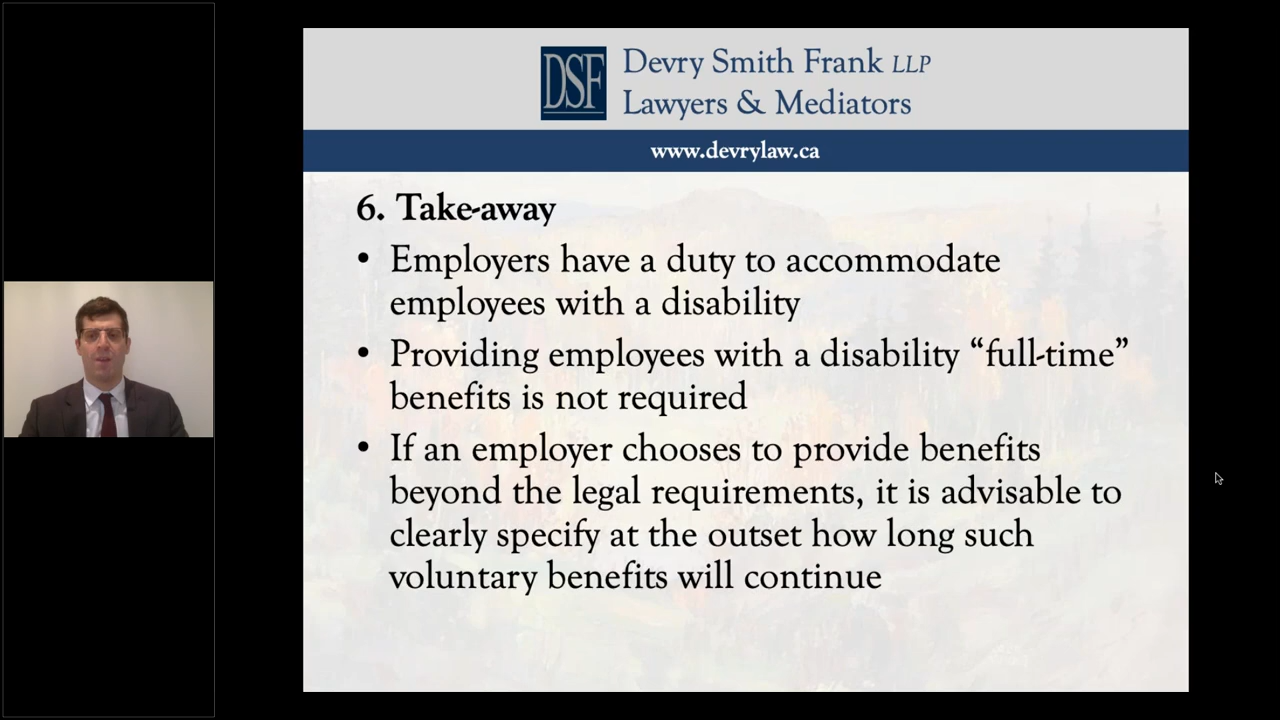 DSF
Devry Smith Frank LLP
Lawyers & Mediators
www.devrylaw.ca
6. Take-away
• Employers have a duty to accommodate
employees with a disability
• Providing employees with a disability “full-time”
benefits is not required
• If an employer chooses to provide benefits
beyond the legal requirements, it is advisable to
clearly specify at the outset how long such
voluntary benefits will continue